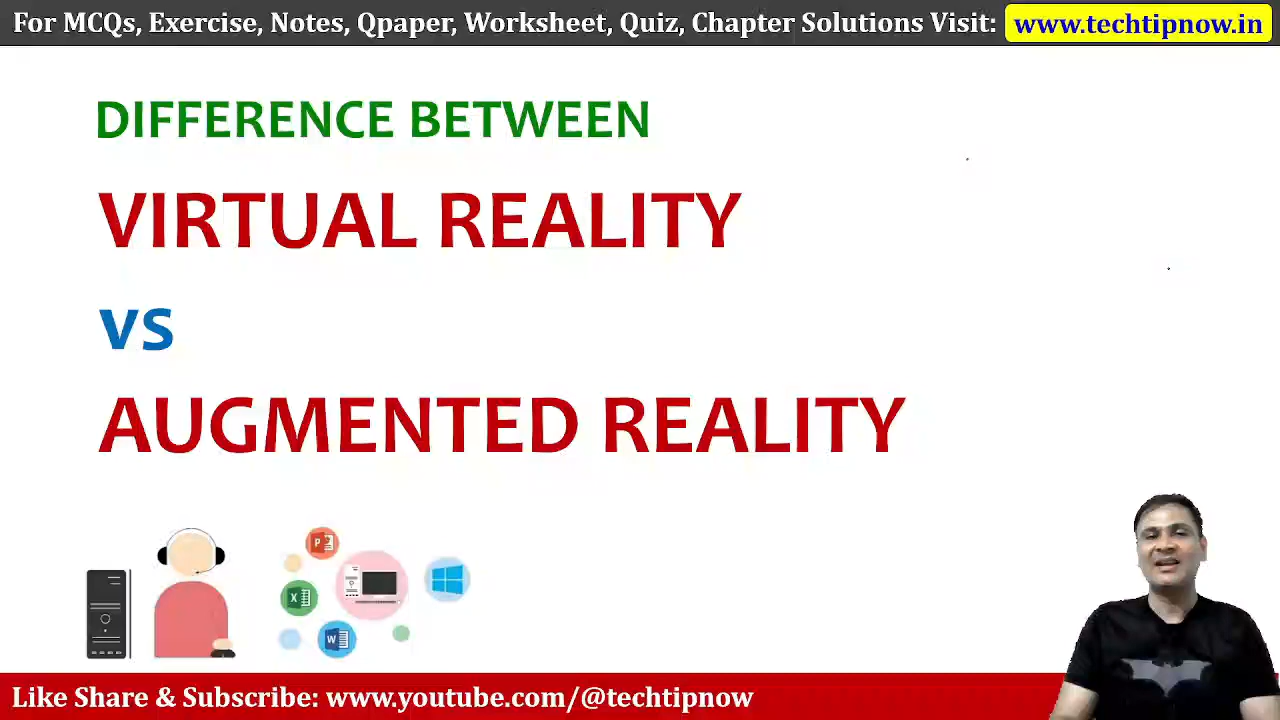 For MCQs, Exercise, Notes, Qpaper, Worksheet, Quiz, Chapter Solutions Visit: www.techtipnow.in
DIFFERENCE BETWEEN
VIRTUAL REALITY
vs
AUGMENTED REALITY
P
X
W
Like Share & Subscribe: www.youtube.com/@techtipnow